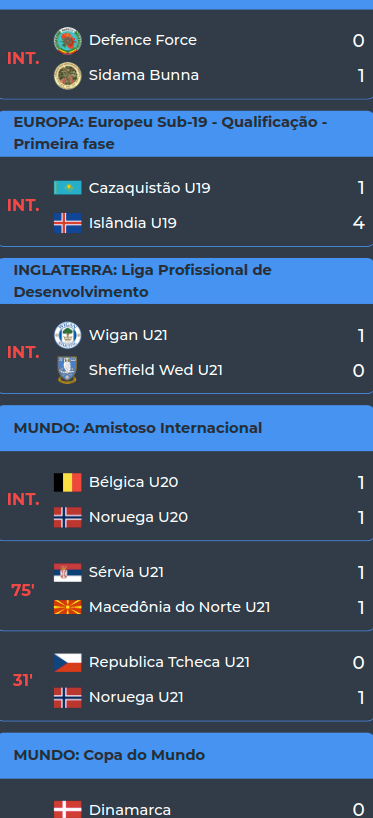 INT.
Defence Force 0
Sidama Bunna 1
EUROPA: Europeu Sub-19 - Qualificação -
Primeira fase
INT.
Cazaquistão U19 1
Islândia U19 4
INGLATERRA: Liga Profissional de
Desenvolvimento
INT.
Wigan U21 1
Sheffield Wed U21 0
MUNDO: Amistoso Internacional
INT.
Bélgica U20 1
Noruega U20 1
75'
Sérvia U21 1
Macedônia do Norte U21 1
31'
Republica Tcheca U21 0
Noruega U21 1
MUNDO: Copa do Mundo
Dinamarca 0